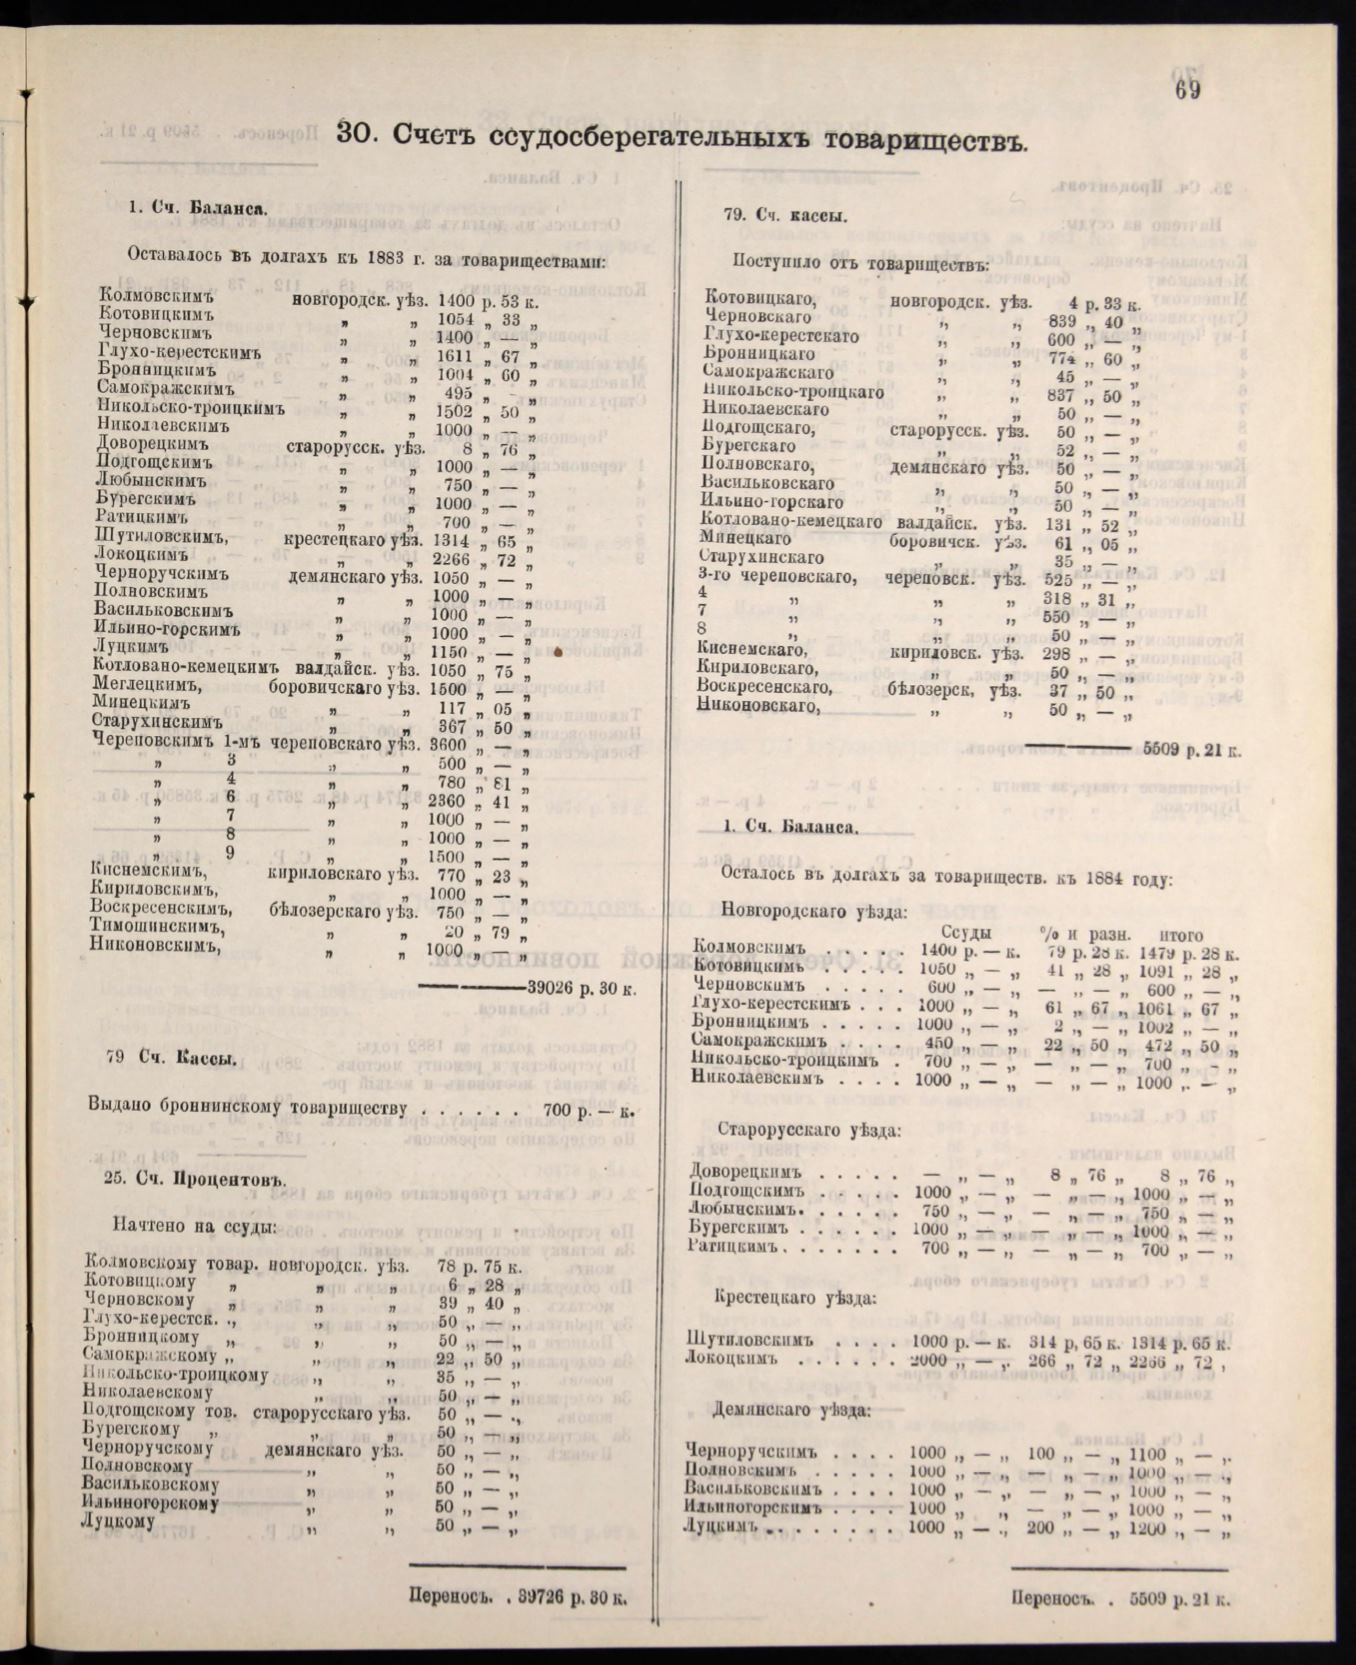 69
30. Счетъ ссудосберегательныхъ товариществъ.
1. Сч. Баланса.
Оставалось въ долгахъ къ 1883 г. за товариществами:
Колмовскимъ новгородск. уѣз. 1400 р. 53 к.
Котовицкимъ „ „ 1054 „ 33 „
Черновскимъ „ „ 1400 „ — „
Глухо-керестскимъ „ „ 1611 „ 67 „
Бронницкимъ „ „ 1004 „ 60 „
Самокражскимъ „ „ 495 „ - „
Никольско-троицкимъ „ „ 1502 „ 50 „
Николаевскимъ „ „ 1000 „ — „
Доворецкимъ старорусск. уѣз. 8 „ 76 „
Подгощскимъ „ „ 1000 „ — „
Любынскимъ „ „ 750 „ — „
Бурегскимъ „ „ 1000 „ — „
Ратицкимъ „ „ 700 „ — „
Шутиловскимъ, крестецкаго уѣз. 1314 „ 65 „
Локоцкимъ „ „ 2266 „ 72 „
Черноручскимъ демянскаго уѣз. 1050 „ — „
Полновскимъ „ „ 1000 „ — „
Васильковскимъ „ „ 1000 „ — „
Ильино-горскимъ „ „ 1000 „ — „
Луцкимъ „ „ 1150 „ — „
Котловано-кемецкимъ валдайск. уѣз. 1050 „ 75 „
Меглецкимъ, боровичскаго уѣз. 1500 „ — „
Минецкимъ „ „ 117 „ 05 „
Старухинскимъ „ „ 367 „ 50 „
Череповскимъ 1-мъ череповскаго уѣз. 3600 „ — „
„ 3 „ „ 500 „ — „
„ 4 „ „ 780 „ 81 „
„ 6 „ „ 2360 „ 41 „
„ 7 „ „ 1000 „ — „
„ 8 „ „ 1000 „ — „
„ 9 „ „ 1500 „ — „
Киснемскимъ, кириловскаго уѣз. 770 „ 23 „
Кириловскимъ, „ „ 1000 „ — „
Воскресенскимъ, бѣлозерскаго уѣз. 750 „ — „
Тимошинскимъ, „ „ 20 „ 79 „
Никоновскимъ, „ „ 1000 „ — „
39026 р. 30 к.
79 Сч. Кассы.
Выдано броннинскому товариществу . . . . . . 700 р. — к.
25. Сч. Процентовъ.
Начтено на ссуды:
Колмовскому товар. новгородск. уѣз. 78 р. 75 к.
Котовицкому „ „ „ 6 „ 28 „
Черновскому „ „ „ 39 „ 40 „
Глухо-керестск. „ „ „ 50 „ — „
Бронницкому „ „ „ 50 „ — „
Самокражскому „ „ „ 22 „ 50 „
Никольско-троицкому „ „ 35 „ — „
Николаевскому „ „ 50 „ — „
Подгощскому тов. старорусскаго уѣз. 50 „ — „
Бурегскому „ „ „ 50 „ — „
Черноручскому демянскаго уѣз. 50 „ — „
Полновскому „ „ 50 „ — „
Васильковскому „ „ 50 „ — „
Ильиногорскому „ „ 50 „ — „
Луцкому „ „ 50 „ — „
Переносъ. . 39726 р. 30 к.
79. Сч. кассы.
Поступило отъ товариществъ:
Котовицкаго, новгородск. уѣз. 4 р. 33 к.
Черновскаго „ „ 839 „ 40 „
Глухо-керестскаго „ „ 600 „ — „
Бронницкаго „ „ 774 „ 60 „
Самокражскаго „ „ 45 „ — „
Никольско-троицкаго „ „ 837 „ 50 „
Николаевскаго „ „ 50 „ — „
Подгощскаго, старорусск. уѣз. 50 „ — „
Бурегскаго „ „ 52 „ — „
Полновскаго, демянскаго уѣз. 50 „ — „
Васильковскаго „ „ 50 „ — „
Ильино-горскаго „ „ 50 „ — „
Котловано-кемецкаго валдайск. уѣз. 131 „ 52 „
Минецкаго боровичск. уѣз. 61 „ 05 „
Старухинскаго „ „ 35 „ — „
3-го череповскаго, череповск. уѣз. 525 „ — „
4 „ „ „ 318 „ 31 „
7 „ „ „ 550 „ — „
8 „ „ „ 50 „ — „
Киснемскаго, кириловск. уѣз. 298 „ — „
Кириловскаго, „ „ 50 „ — „
Воскресенскаго, бѣлозерск, уѣз. 37 „ 50 „
Никоновскаго, „ „ 50 „ — „
5509 р. 21 к.
1. Сч. Баланса.
Осталось въ долгахъ за товариществ. къ 1884 году:
Новгородскаго уѣзда:
Ссуды % и разн. итого
Колмовскимъ . . . . . 1400 р. — к. 79 р. 28 к. 1479 р. 28 к.
Котовицкимъ . . . . . 1050 „ — „ 41 „ 28 „ 1091 „ 28 „
Черновскимъ . . . . . 600 „ — „ — „ — „ 600 „ — „
Глухо-керестскимъ . . . 1000 „ — „ 61 „ 67 „ 1061 „ 67 „
Бронницкимъ . . . . . 1000 „ — „ 2 „ — „ 1002 „ — „
Самокражскимъ . . . . 450 „ — „ 22 „ 50 „ 472 „ 50 „
Никольско-троицкимъ . 700 „ — „ — „ — „ 700 „ - „
Николаевскимъ . . . . 1000 „ — „ — „ — „ 1000 „ — „
Старорусскаго уѣзда:
Доворецкимъ . . . . . — „ — „ 8 „ 76 „ 8 „ 76 „
Подгощскимъ . . . . . 1000 „ — „ — „ — „ 1000 „ — „
Любынскимъ. . . . . . 750 „ — „ — „ — „ 750 „ — „
Бурегскимъ . . . . . . 1000 „ — „ — „ — „ 1000 „ — „
Ратицкимъ. . . . . . . 700 „ — „ — „ — „ 700 „ — „
Крестецкаго уѣзда:
Шутиловскимъ . . . . 1000 р. — к. 314 р, 65 к. 1314 р. 65 к.
Локоцкимъ . . . . . . 2000 „ — „ 266 „ 72 „ 2266 „ 72 ,
Демянскаго уѣзда:
Черноручскимъ . . . . 1000 „ — „ 100 „ — „ 1100 „ — „
Полновскимъ . . . . . 1000 „ — „ — „ — „ 1000 „ — „
Васильковскимъ . . . . 1000 „ — „ — „ — „ 1000 „ — „
Ильиногорскимъ . . . . 1000 „ „ — „ — „ 1000 „ — „
Луцкимъ . . . . . . . . 1000 „ — „ 200 „ — „ 1200 „ — „
Переносъ. . 5509 р. 21 к.